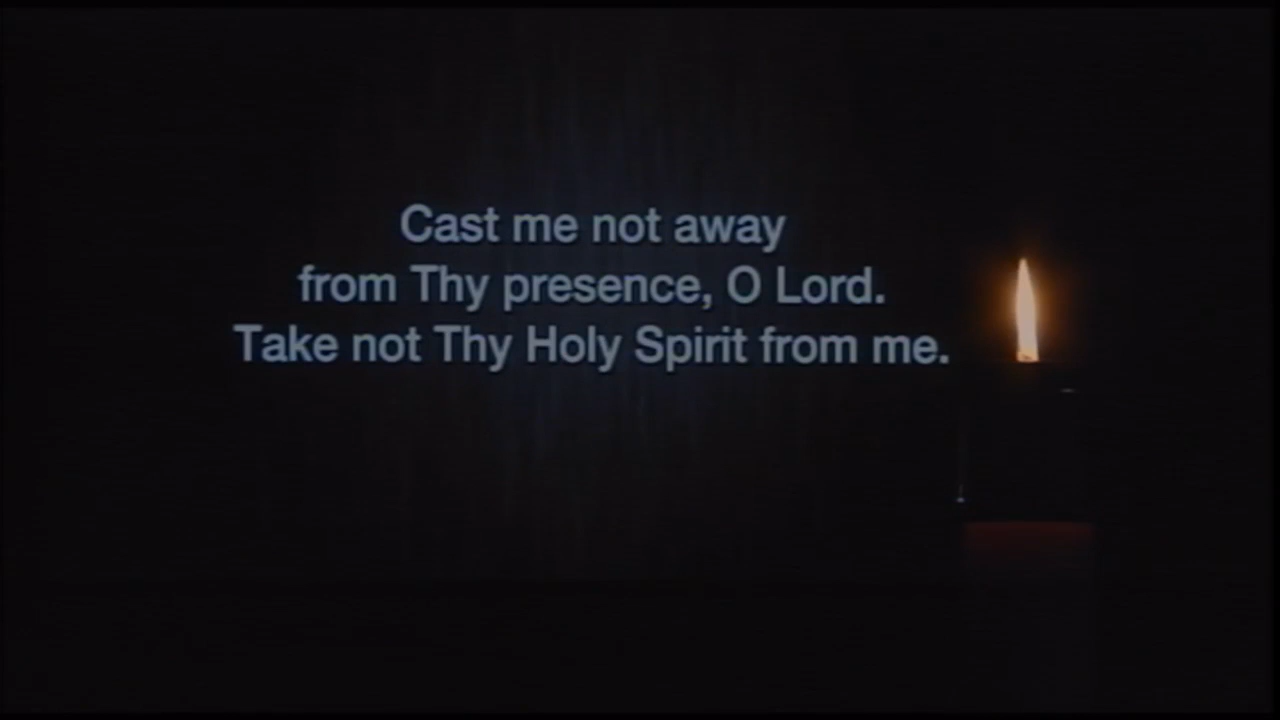 Cast me not away
from Thy presence, O Lord.
Take not Thy Holy Spirit from me.